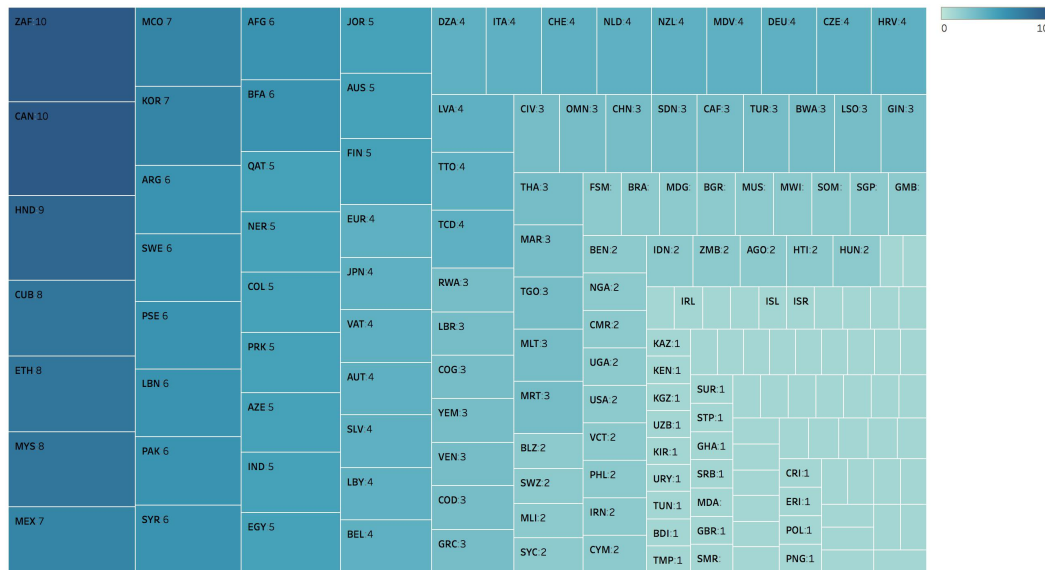 ZAF 10
CAN 10
HND 9
CUB 8
ETH 8
MYS 8
MEX 7
MCO 7
KOR 7
ARG 6
SWE 6
PSE 6
LBN 6
PAK 6
SYR 6
AFG 6
BFA 6
QAT 5
NER 5
COL 5
PRK 5
AZE 5
IND 5
EGY 5
JOR 5
AUS 5
FIN 5
EUR 4
JPN 4
VAT 4
AUT 4
SLV 4
LBY 4
BEL 4
DZA 4
ITA 4
CHE 4
NLD 4
NZL 4
MDV 4
DEU 4
CZE 4
HRV 4
LVA 4
TTO 4
TCD 4
RWA 3
LBR 3
COG 3
YEM 3
VEN 3
COD 3
GRC 3
CIV 3
OMN 3
CHN 3
SDN 3
CAF 3
TUR 3
BWA 3
LSO 3
GIN 3
THA 3
MAR 3
TGO 3
MLT 3
MRT 3
BLZ 2
SWZ 2
MLI 2
SYC 2
FSM
BRA
MDG
BGR
MUS
MWI
SOM
SGP
GMB
BEN 2
NGA 2
CMR 2
UGA 2
USA 2
VCT 2
PHL 2
IRN 2
CYM 2
IDN 2
ZMB 2
AGO 2
HTI 2
HUN 2
IRL
ISL
ISR
KAZ 1
KEN 1
KGZ 1
UZB 1
KIR 1
URY 1
TUN 1
BDI 1
TMP 1
SUR 1
STP 1
GHA 1
SRB 1
MDA
GBR 1
SMR
CRI 1
ERI 1
POL 1
PNG 1
0
10